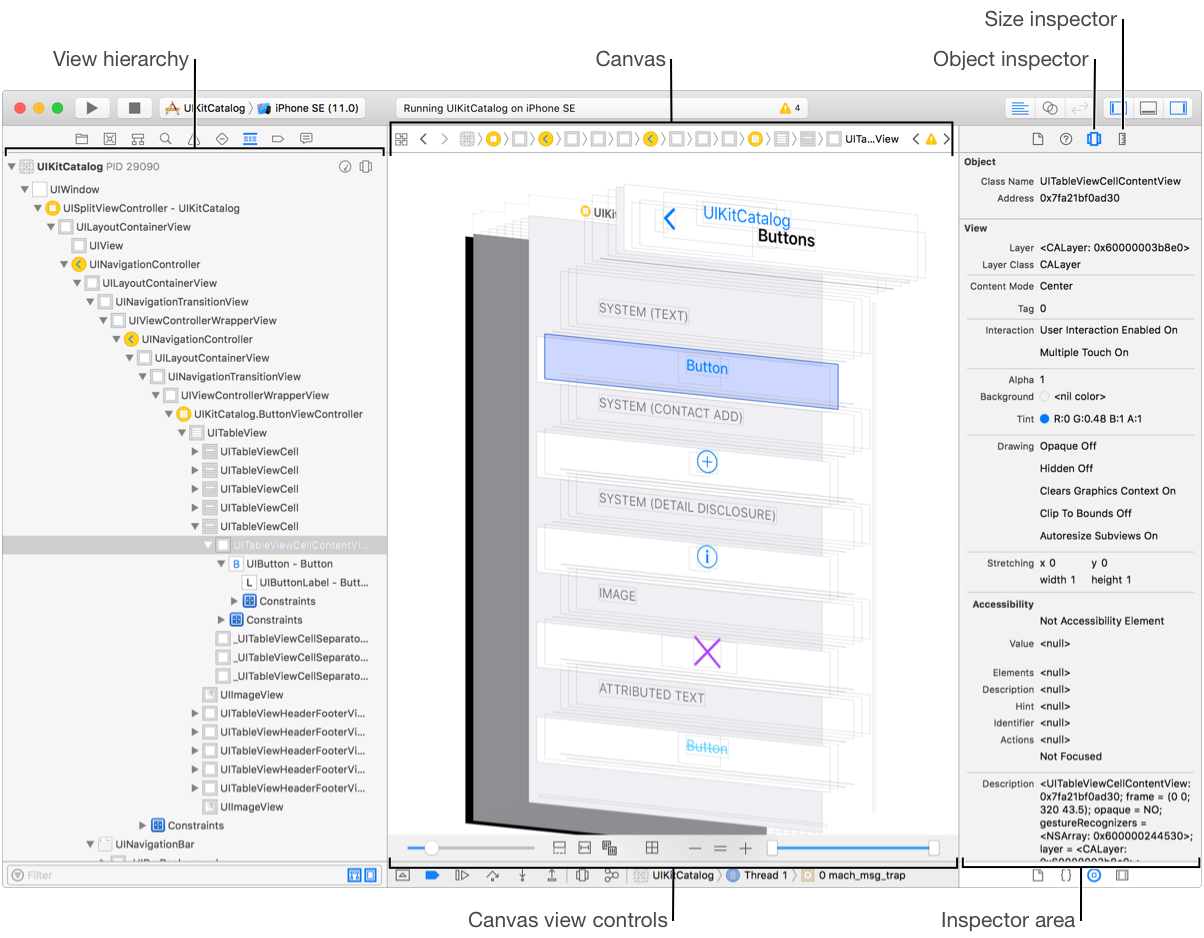 Size inspector
View hierarchy
Canvas
Object inspector
UIKitCatalog
iPhone SE (11.0)
Running UIKitCatalog on iPhone SE
4
UIKitCatalog PID 29090
UIWindow
UISplitViewController - UIKitCatalog
UILayoutContainerView
UIView
UINavigationController
UILayoutContainerView
UINavigationTransitionView
UIViewControllerWrapperView
UINavigationController
UILayoutContainerView
UINavigationTransitionView
UIViewControllerWrapperView
UIKitCatalog.ButtonViewController
UITableView
UITableViewCell
UITableViewCell
UITableViewCell
UITableViewCell
UITableViewCell
UITableViewCellContentVi...
B UIButton - Button
L UIButtonLabel - Butt...
Constraints
Constraints
_UITableViewCellSeparato...
_UITableViewCellSeparato...
_UITableViewCellSeparato...
UIImageView
UITableViewHeaderFooterVi...
UITableViewHeaderFooterVi...
UITableViewHeaderFooterVi...
UITableViewHeaderFooterVi...
UITableViewHeaderFooterVi...
UIImageView
Constraints
UINavigationBar
Filter
UITa...View
UIKit
UIKitCatalog
Buttons
SYSTEM (TEXT)
Button
SYSTEM (CONTACT ADD)
SYSTEM (DETAIL DISCLOSURE)
IMAGE
ATTRIBUTED TEXT
Button
UIKitCatalog
Thread 1
0 mach_msg_trap
Object
Class Name UITableViewCellContentView
Address 0x7fa21bf0ad30
View
Layer <CALayer: 0x60000003b8e0>
Layer Class CALayer
Content Mode Center
Tag 0
Interaction User Interaction Enabled On
Multiple Touch On
Alpha 1
Background <nil color>
Tint R:0 G:0.48 B:1 A:1
Drawing Opaque Off
Hidden Off
Clears Graphics Context On
Clip To Bounds Off
Autoresize Subviews On
Stretching x 0 y 0
width 1 height 1
Accessibility
Not Accessibility Element
Value <null>
Elements <null>
Description <null>
Hint <null>
Identifier <null>
Actions <null>
Not Focused
Description <UITableViewCellContentView:
0x7fa21bf0ad30; frame = (0 0;
320 43.5); opaque = NO;
gestureRecognizers =
<NSArray: 0x600000244530>;
layer = <CALayer:
Canvas view controls
Inspector area